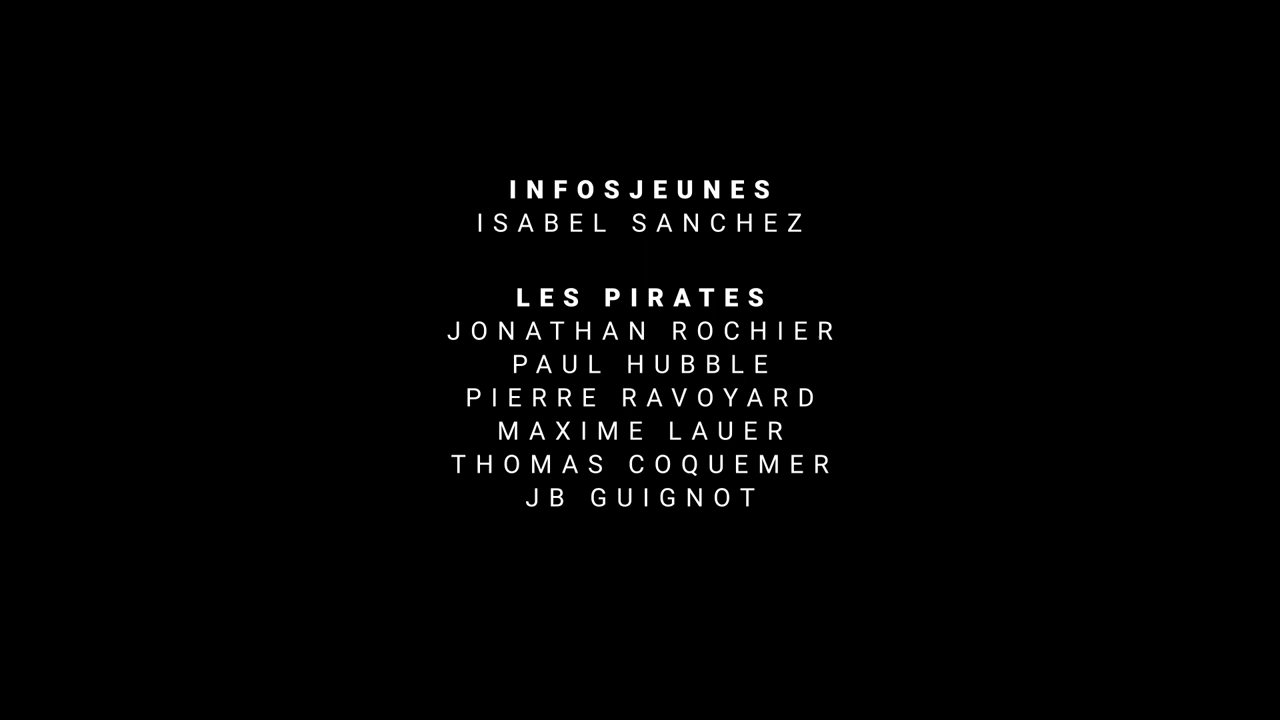 INFOSJEUNES
ISABEL SANCHEZ
LES PIRATES
JONATHAN ROCHIER
PAUL HUBBLE
PIERRE RAVOYARD
MAXIME LAUER
THOMAS COQUEMER
JB GUIGNOT